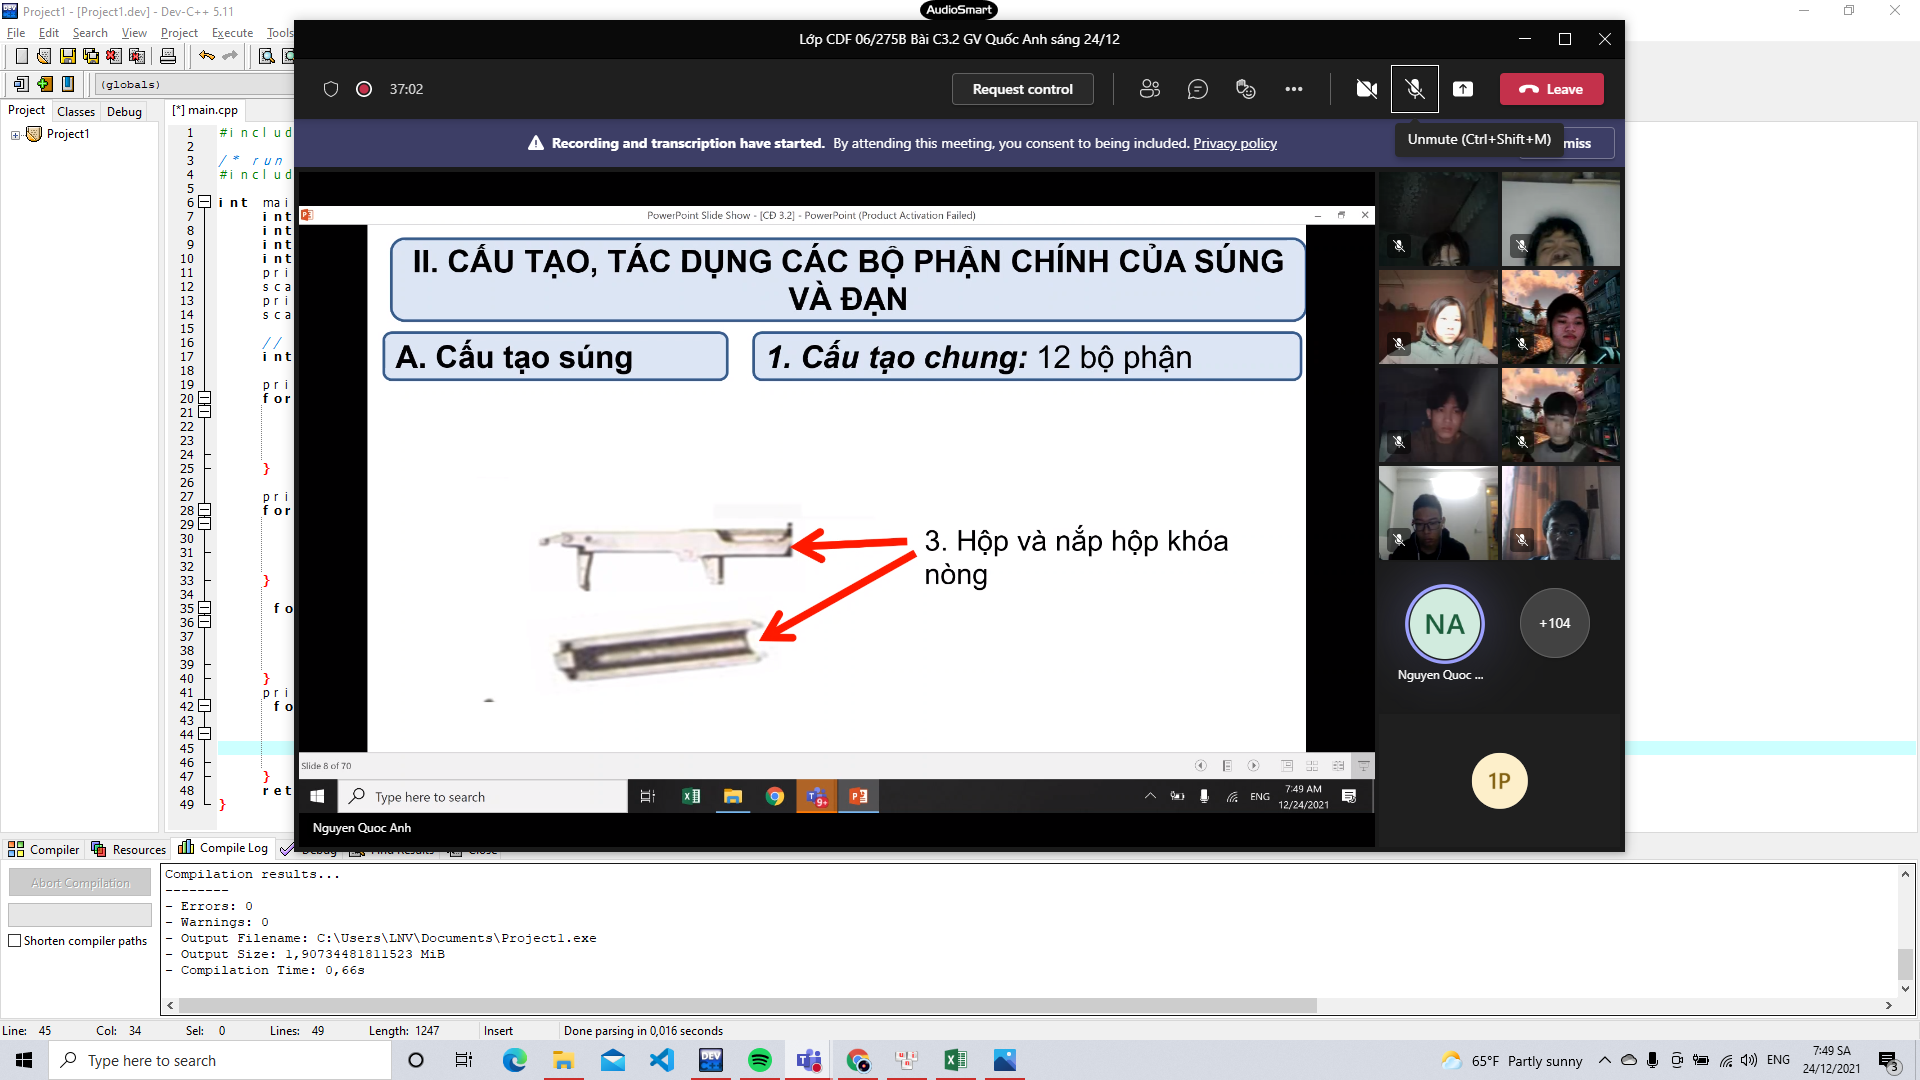 AudioSmart
Project1 - [Project1.dev] - Dev-C++ 5.11
File Edit Search View Project Execute Tools
(globals)
Project Classes Debug
Project1
[*] main.cpp
1 #includ
2
3 /* run
4 #includ
5
6 int mai
7 int
8 int
9 int
10 int
11 pri
12 sca
13 pri
14 sca
15
16 //
17 int
18
19 pri
20 for
21
22
23
24
25 }
26
27 pri
28 for
29
30
31
32
33 }
34
35 fo
36
37
38
39
40 }
41 pri
42 fo
43
44
45
46
47 }
48 ret
49 }
Lớp CDF 06/275B Bài C3.2 GV Quốc Anh sáng 24/12
37:02
Request control
Leave
Recording and transcription have started. By attending this meeting, you consent to being included. Privacy policy
Unmute (Ctrl+Shift+M)
miss
PowerPoint Slide Show - [CĐ 3.2] - PowerPoint (Product Activation Failed)
II. CẤU TẠO, TÁC DỤNG CÁC BỘ PHẬN CHÍNH CỦA SÚNG
VÀ ĐẠN
A. Cấu tạo súng
1. Cấu tạo chung: 12 bộ phận
3. Hộp và nắp hộp khóa
nòng
Slide 8 of 70
Type here to search
9+
ENG
7:49 AM
12/24/2021
Nguyen Quoc Anh
NA
Nguyen Quoc ...
+104
1P
Compiler Resources Compile Log Debug Find Results Close
Abort Compilation
Shorten compiler paths
Compilation results...
--------
- Errors: 0
- Warnings: 0
- Output Filename: C:\Users\LNV\Documents\Project1.exe
- Output Size: 1,90734481811523 MiB
- Compilation Time: 0,66s
Line: 45 Col: 34 Sel: 0 Lines: 49 Length: 1247 Insert Done parsing in 0,016 seconds
Type here to search
DEV
65°F Partly sunny
ENG
7:49 SA
24/12/2021
3